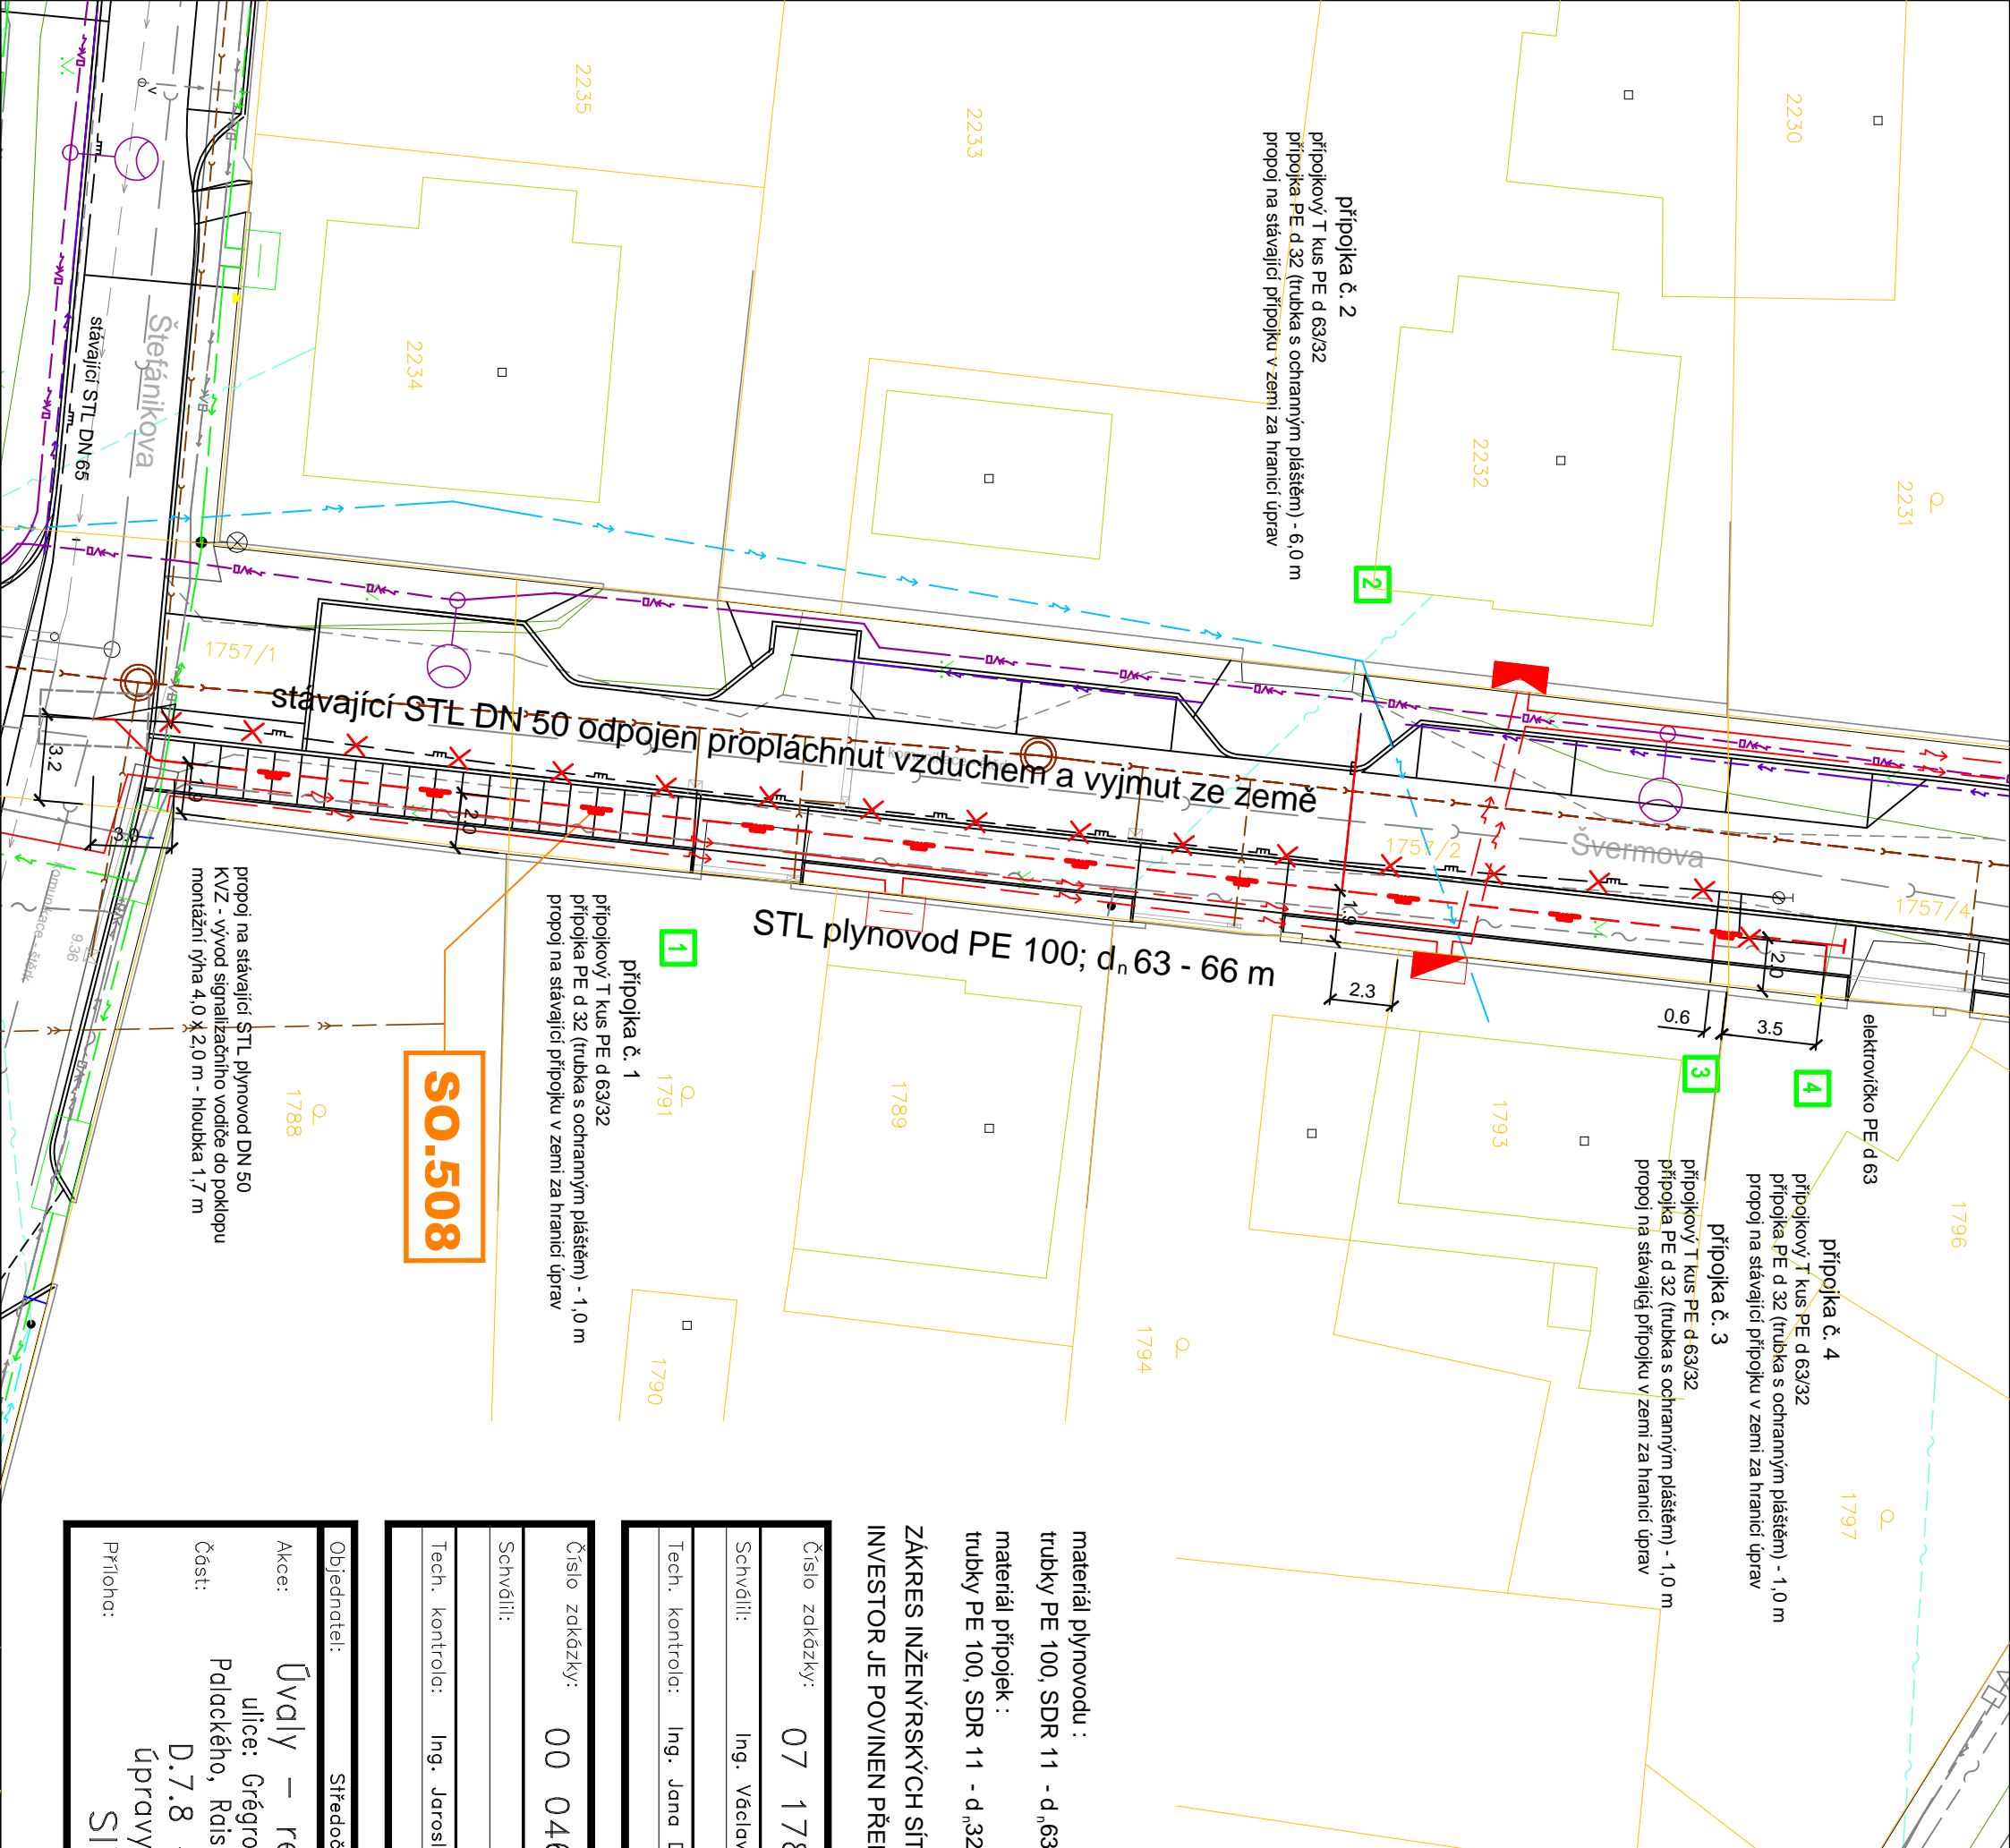 přípojka č. 2
přípojkový T kus PE d 63/32
přípojka PE d 32 (trubka s ochranným pláštěm) - 6,0 m
propoj na stávající přípojku v zemi za hranicí úprav
2235
2233
2230
2234
2232
2231
Štefánikova
stávající STL DN 65
2
1757/1
stávající STL DN 50 odpojen propláchnut vzduchem a vyjmut ze země
1757/2
Švermova
1757/4
STL plynovod PE 100; dn 63 - 66 m
3.2
1.9
3.9
2.0
1.9
2.3
2.0
0.6
3.5
komunikace - štěrk
9.36
propoj na stávající STL plynovod DN 50
KVZ - vývod signalizačního vodiče do poklopu
montážní rýha 4,0 x 2,0 m - hloubka 1,7 m
1788
SO.508
1
přípojka č. 1
přípojkový T kus PE d 63/32
přípojka PE d 32 (trubka s ochranným pláštěm) - 1,0 m
propoj na stávající přípojku v zemi za hranicí úprav
1791
1789
1790
1793
1794
3
přípojka č. 3
přípojkový T kus PE d 63/32
přípojka PE d 32 (trubka s ochranným pláštěm) - 1,0 m
propoj na stávající přípojku v zemi za hranicí úprav
4
elektrovíčko PE d 63
přípojka č. 4
přípojkový T kus PE d 63/32
přípojka PE d 32 (trubka s ochranným pláštěm) - 1,0 m
propoj na stávající přípojku v zemi za hranicí úprav
1796
1797
materiál plynovodu :
trubky PE 100, SDR 11 - dn63
materiál přípojek :
trubky PE 100, SDR 11 - dn32
ZÁKRES INŽENÝRSKÝCH SÍT
INVESTOR JE POVINEN PŘED
Číslo zakázky: 07 178
Schválil: Ing. Václav
Tech. kontrola: Ing. Jana
Číslo zakázky: 00 046
Schválil:
Tech. kontrola: Ing. Jarosl
Objednatel: Středoč
Akce: Úvaly – re
ulice: Grégro
Palackého, Rais
Část: D.7.8
úpravy
Příloha: SI